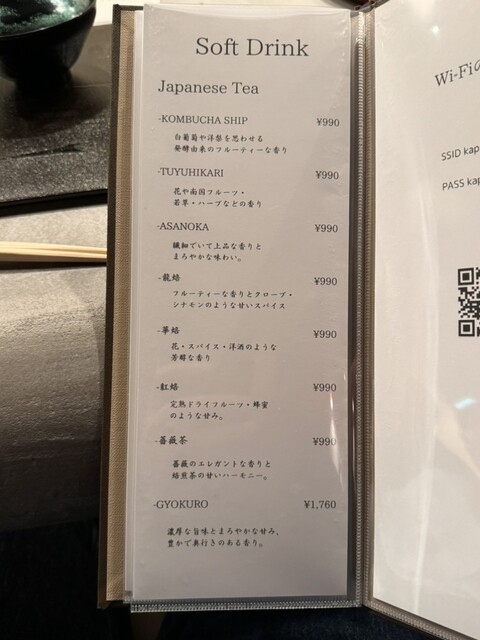 Soft Drink
Japanese Tea
-KOMBUCHA SHIP ¥990
白葡萄や洋梨を思わせる
発酵由来のフルーティーな香り
-TUYUHIKARI ¥990
花や南国フルーツ・
若草・ハーブなどの香り
-ASANOKA ¥990
繊細でいて上品な香りと
まろやかな味わい。
-龍焙 ¥990
フルーティーな香りとクローブ・
シナモンのような甘いスパイス
-華焙 ¥990
花・スパイス・洋酒のような
芳醇な香り
-紅焙 ¥990
完熟ドライフルーツ・蜂蜜
のような甘み。
-薔薇茶 ¥990
薔薇のエレガントな香りと
焙煎茶の甘いハーモニー。
-GYOKURO ¥1,760
濃厚な旨味とまろやかな甘み、
豊かで奥行きのある香り。
Wi-Fiの
SSID kap
PASS kap